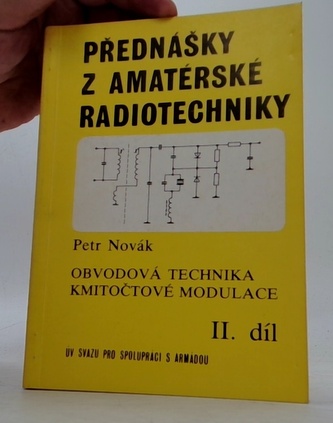 PŘEDNÁŠKY
Z AMATÉRSKÉ
RADIOTECHNIKY
Petr Novák
OBVODOVÁ TECHNIKA
KMITOČTOVÉ MODULACE
II. díl
ÚV SVAZU PRO SPOLUPRÁCI S ARMÁDOU